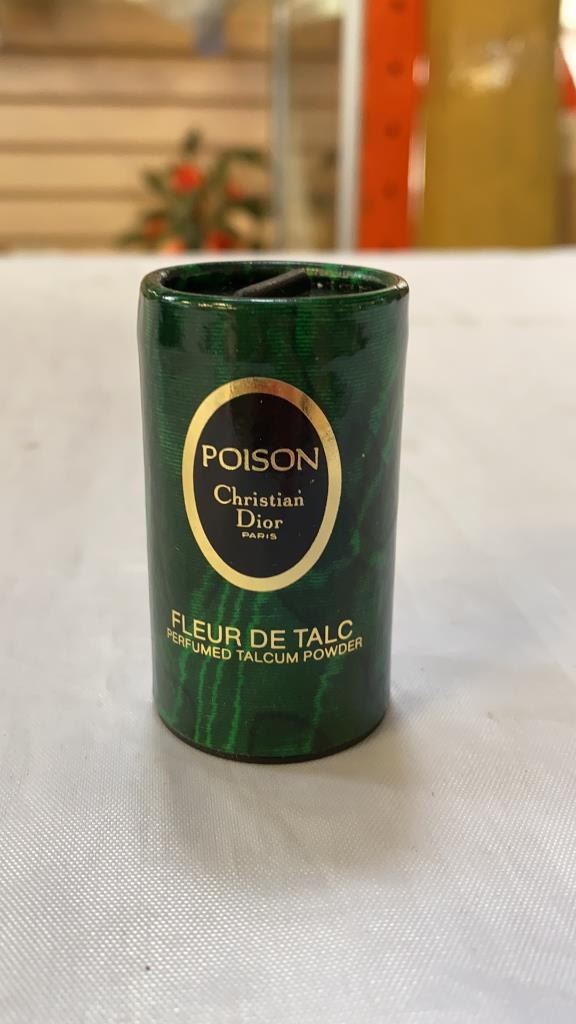 POISON
Christian
Dior
PARIS
FLEUR DE TALC
PERFUMED TALCUM POWDER